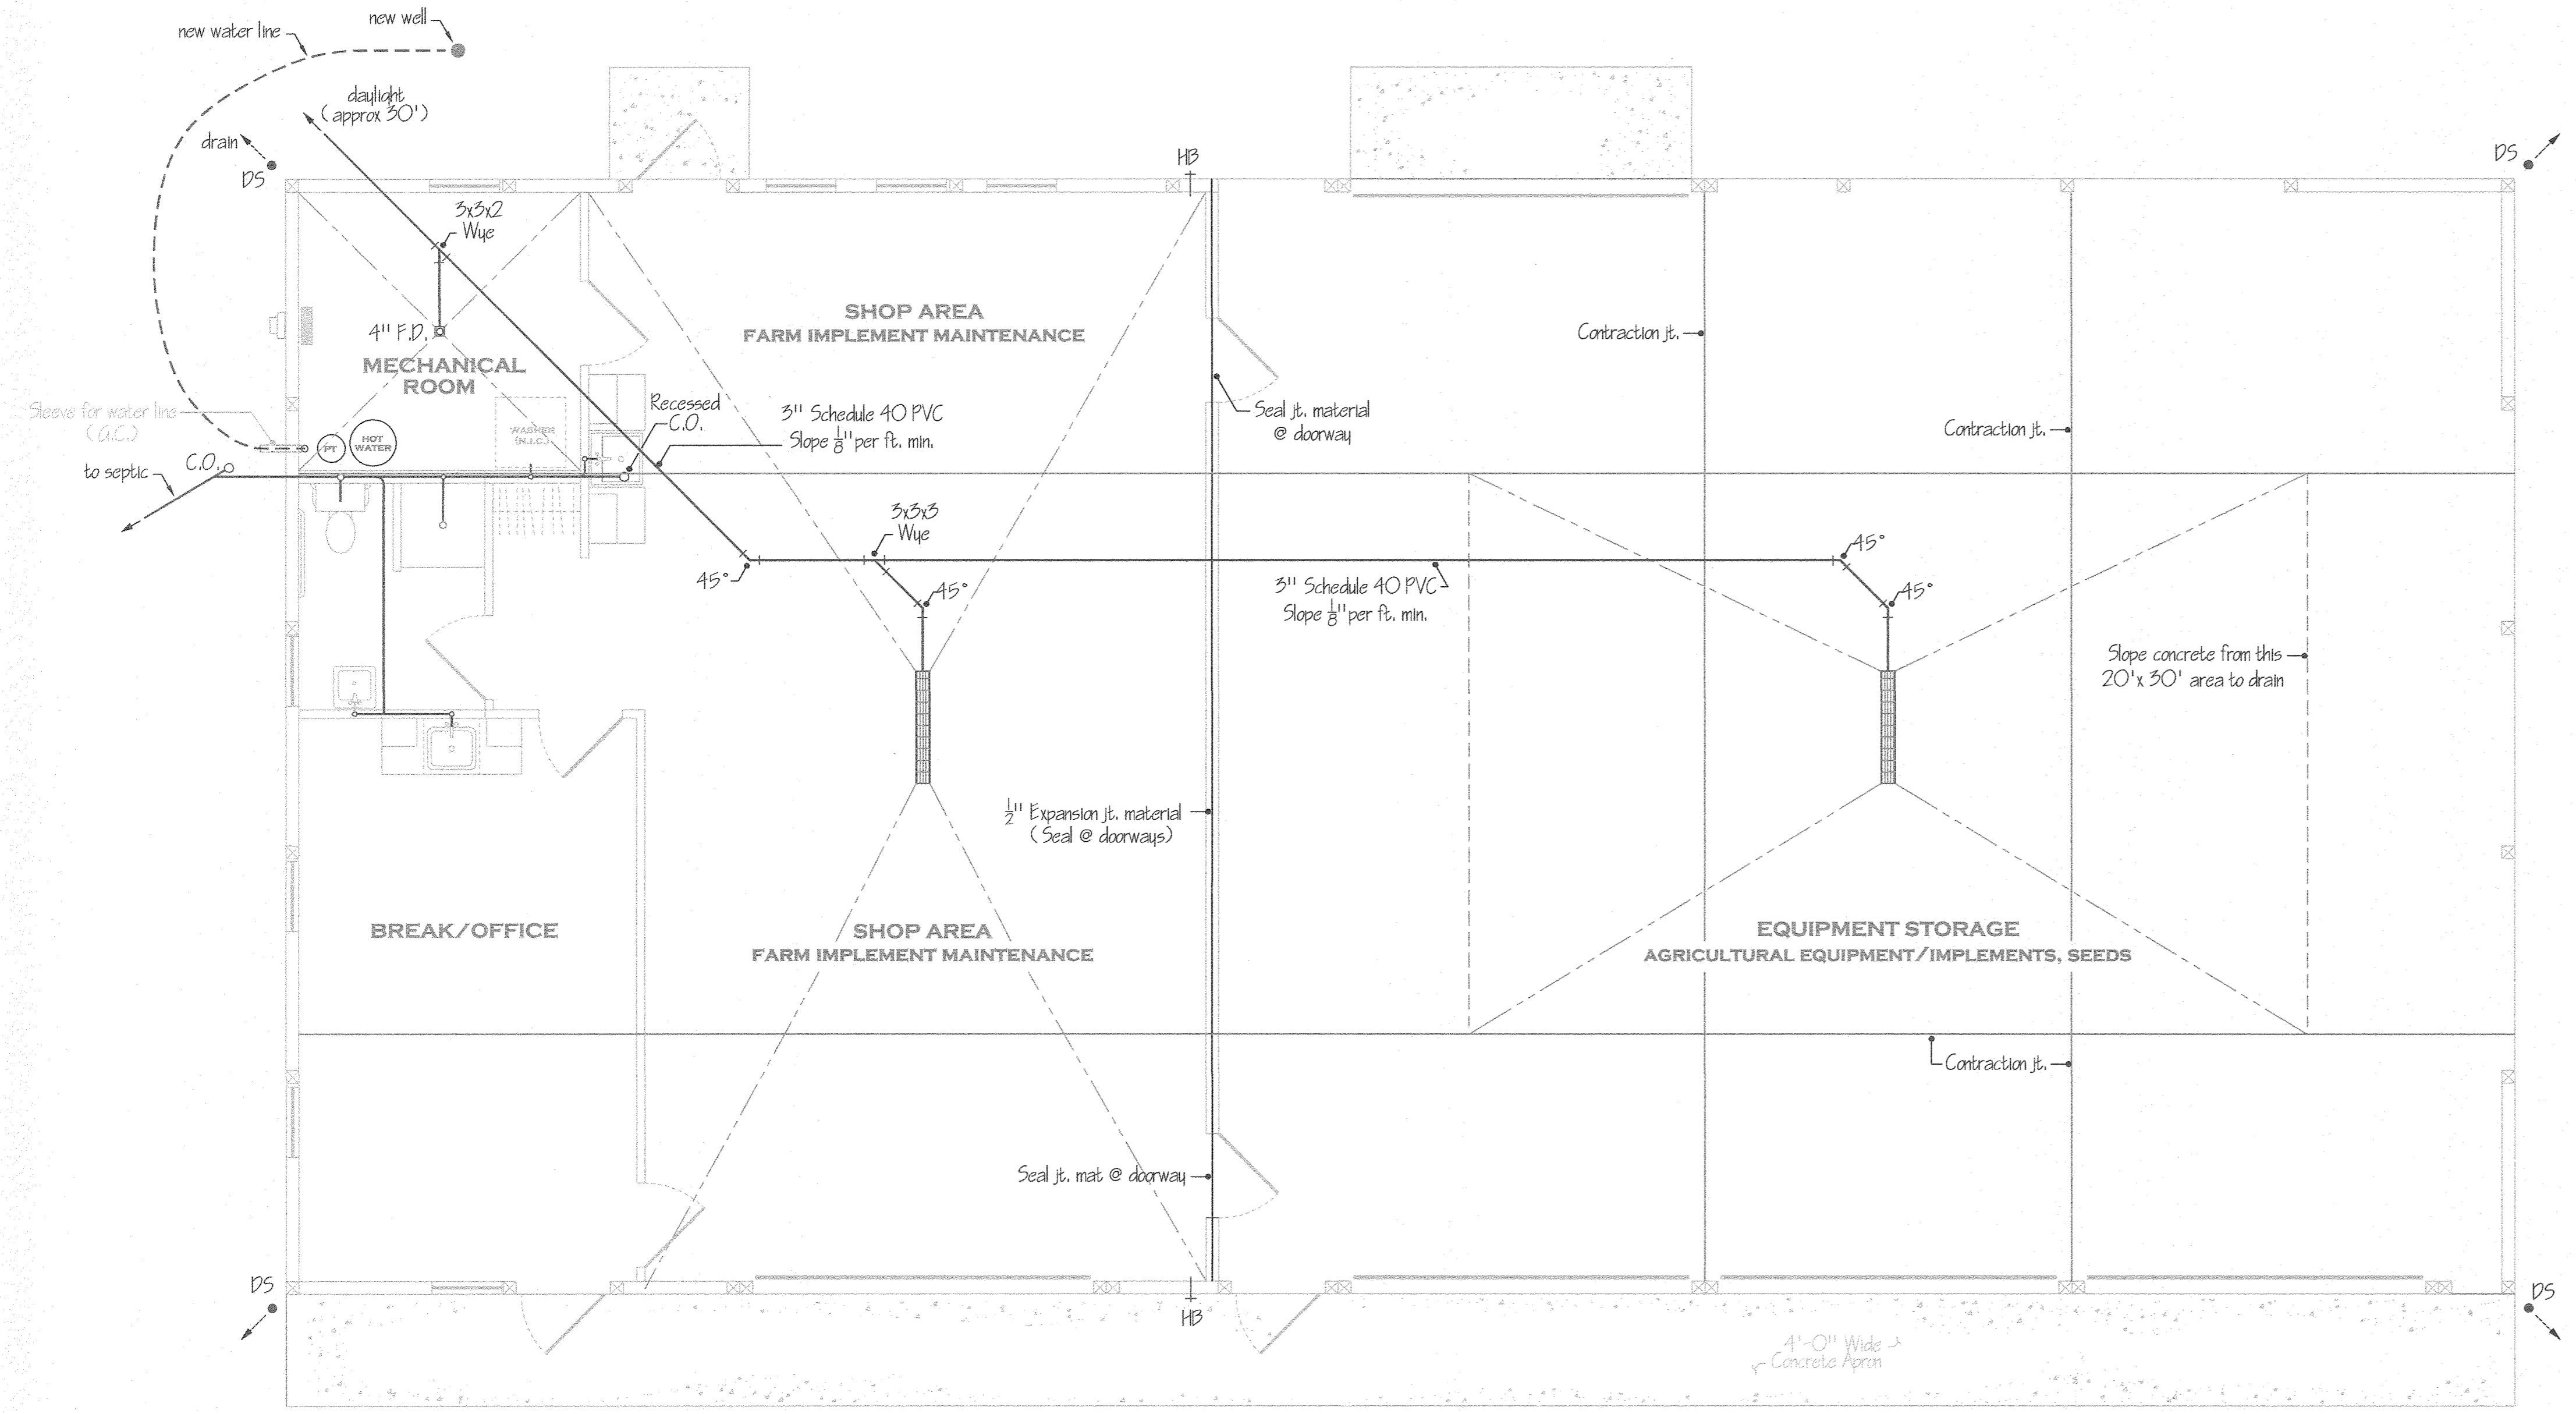 new well
new water line
daylight
( approx 30')
drain
DS
HB
DS
3x3x2
Wye
SHOP AREA
FARM IMPLEMENT MAINTENANCE
4" F.D.
MECHANICAL
ROOM
Contraction jt.
Recessed
C.O.
3" Schedule 40 PVC
Slope 1/8" per ft. min.
Seal jt. material
@ doorway
Contraction jt.
Sleeve for water line
( G.C.)
PT
HOT
WATER
WASHER
(N.I.C.)
C.O.
to septic
3x3x3
Wye
45°
45°
45°
45°
45°
3" Schedule 40 PVC
Slope 1/8" per ft. min.
Slope concrete from this
20'x 30' area to drain
1/2" Expansion jt. material
( Seal @ doorways)
BREAK/OFFICE
SHOP AREA
FARM IMPLEMENT MAINTENANCE
EQUIPMENT STORAGE
AGRICULTURAL EQUIPMENT/IMPLEMENTS, SEEDS
Contraction jt.
Seal jt. mat @ doorway
DS
HB
DS
4'-0" Wide
Concrete Apron